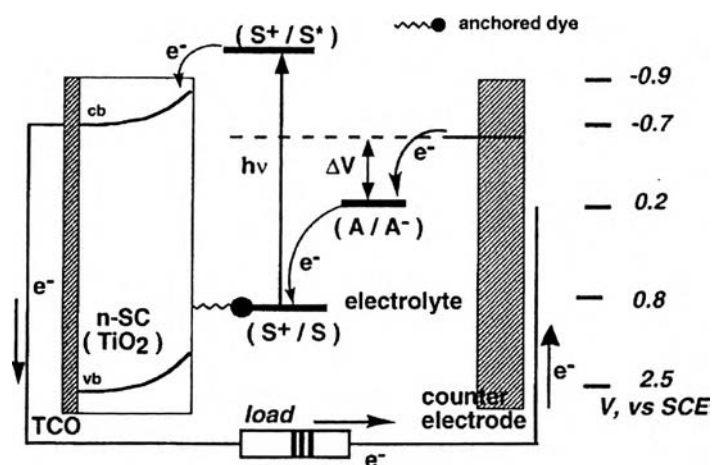 ( S⁺ / S* )
anchored dye
e⁻
-0.9
cb
-0.7
e⁻
hν
ΔV
0.2
( A / A⁻ )
e⁻
e⁻
n-SC
( TiO₂ )
electrolyte
0.8
( S⁺ / S )
vb
counter
electrode
e⁻
2.5
V, vs SCE
TCO
load
e⁻